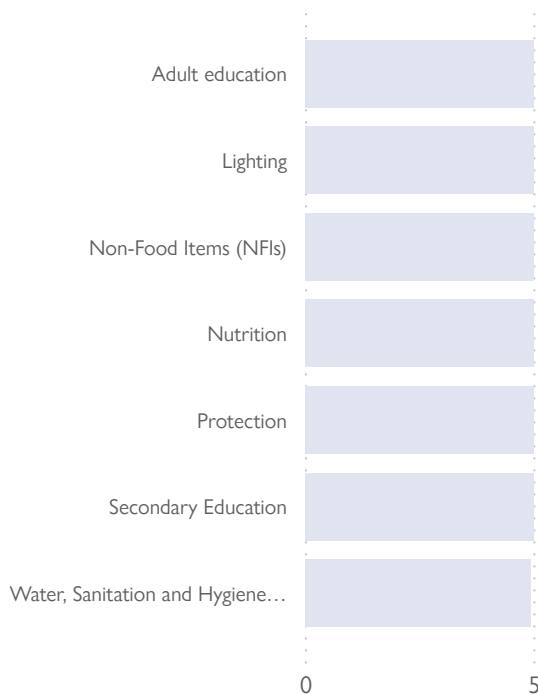 Adult education
Lighting
Non-Food Items (NFIs)
Nutrition
Protection
Secondary Education
Water, Sanitation and Hygiene…
0 5